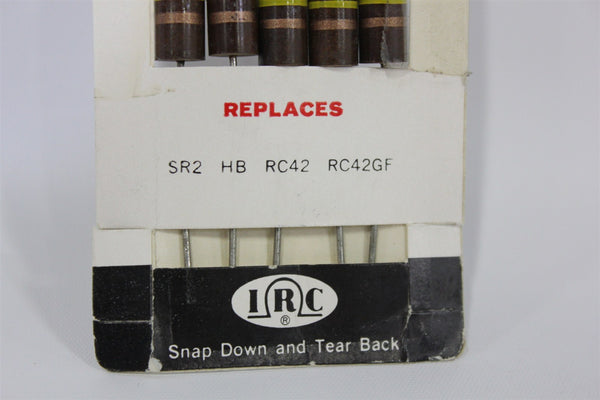 REPLACES
SR2 HB RC42 RC42GF
IRC
®
Snap Down and Tear Back